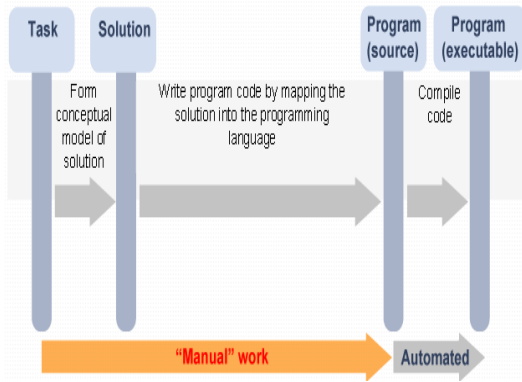 Task
Solution
Program
(source)
Program
(executable)
Form
conceptual
model of
solution
Write program code by mapping the
solution into the programming
language
Compile
code
"Manual" work
Automated